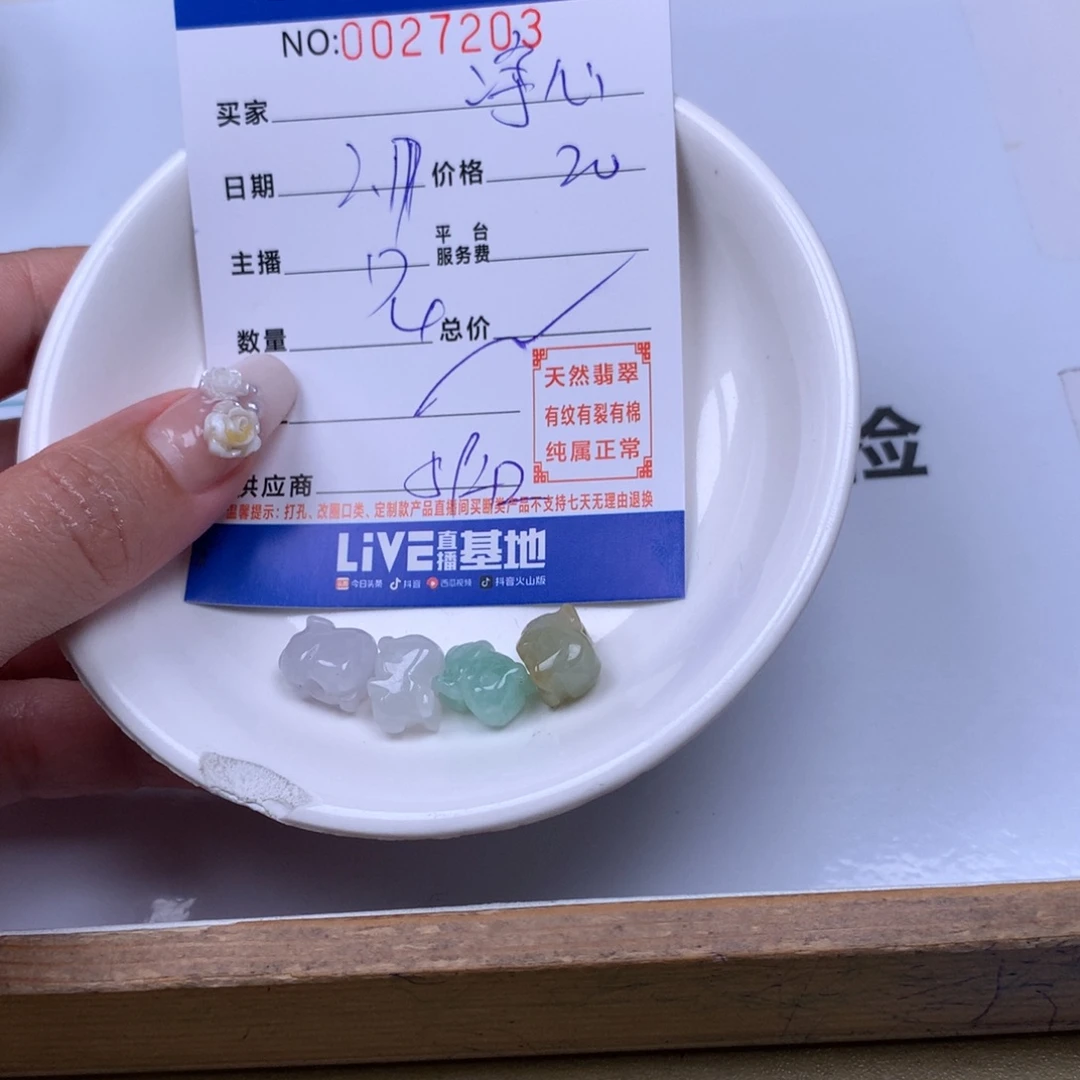 NO:0027203
买家 净心
日期 价格 20
主播 平台服务费
数量 4 总价
天然翡翠
有纹有裂有棉
纯属正常
供应商
温馨提示：打孔、改圈口类、定制款产品直播间买断类产品不支持七天无理由退换
LiVE直播基地
今日头条 抖音 西瓜视频 抖音火山版
检